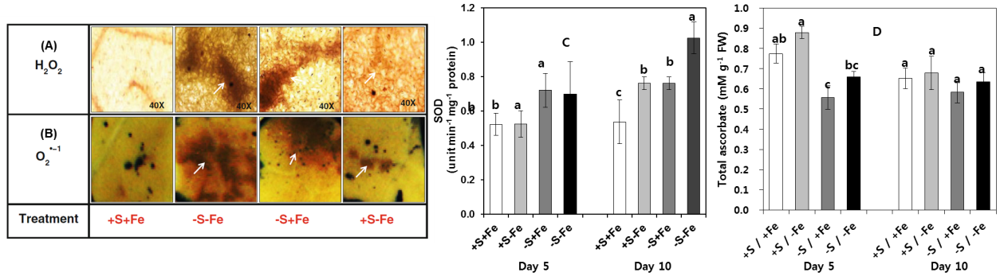 (A)
H2O2
40X
40X
40X
40X
(B)
O2•−1
Treatment
+S+Fe
-S-Fe
-S+Fe
+S-Fe
SOD
(unit min-1 mg-1 protein)
1.2
1.0
0.8
0.6
0.4
0.2
0.0
C
b
b
a
a
c
b
b
a
+S+Fe
+S-Fe
-S+Fe
-S-Fe
+S+Fe
+S-Fe
-S+Fe
-S-Fe
Day 5
Day 10
Total ascorbate (mM g-1 FW)
1.0
0.9
0.8
0.7
0.6
0.5
0.4
0.3
0.2
0.1
0.0
D
ab
a
c
bc
a
a
a
a
+S / +Fe
+S / -Fe
-S / +Fe
-S / -Fe
+S / +Fe
+S / -Fe
-S / +Fe
-S / -Fe
Day 5
Day 10